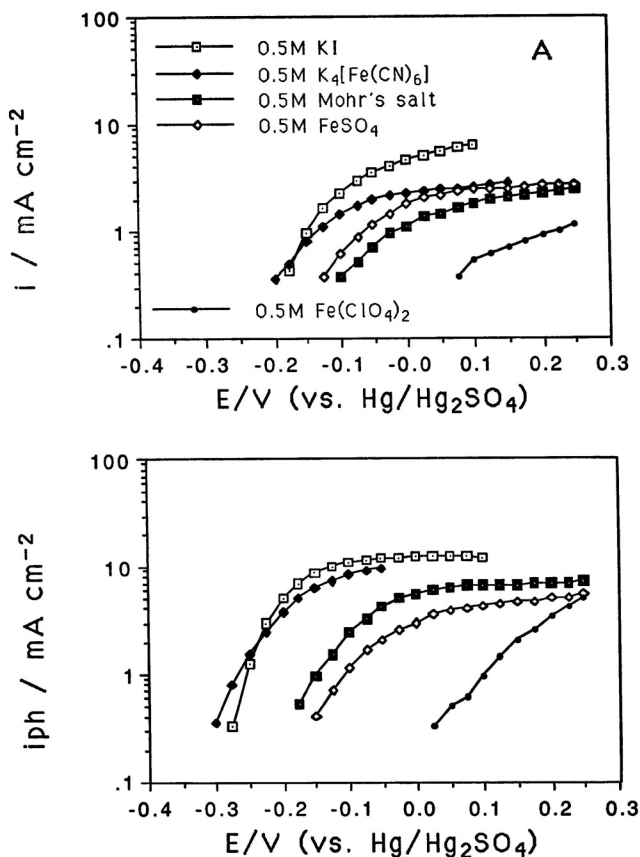 100
10
1
.1
i / mA cm⁻²
A
0.5M KI
0.5M K₄[Fe(CN)₆]
0.5M Mohr's salt
0.5M FeSO₄
0.5M Fe(ClO₄)₂
-0.4 -0.3 -0.2 -0.1 -0.0 0.1 0.2 0.3
E/V (vs. Hg/Hg₂SO₄)
100
10
1
.1
iph / mA cm⁻²
-0.4 -0.3 -0.2 -0.1 0.0 0.1 0.2 0.3
E/V (vs. Hg/Hg₂SO₄)